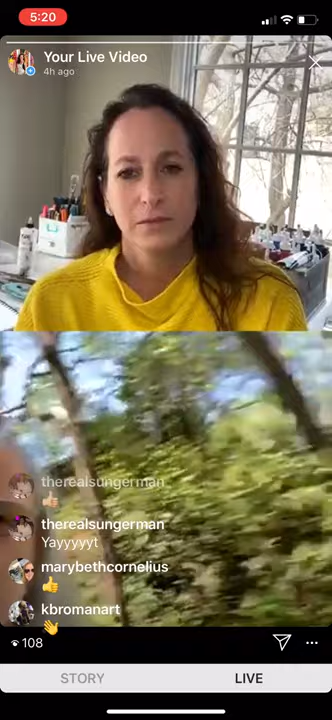 5:20
Your Live Video
4h ago
therealsungerman
👍🏻
therealsungerman
Yayyyyyt
marybethcornelius
👍
kbromanart
👋
108
STORY
LIVE